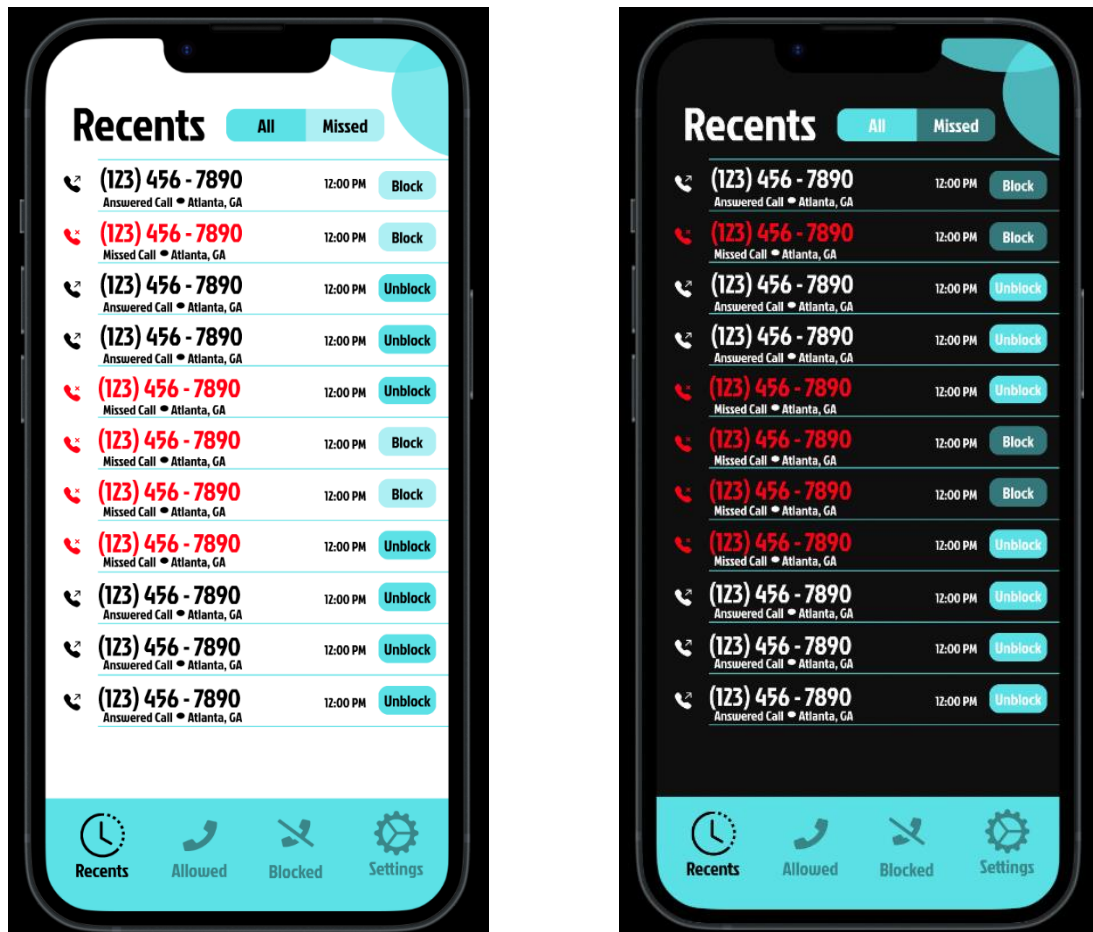 Recents All Missed
(123) 456 - 7890 12:00 PM Block
Answered Call • Atlanta, GA
(123) 456 - 7890 12:00 PM Block
Missed Call • Atlanta, GA
(123) 456 - 7890 12:00 PM Unblock
Answered Call • Atlanta, GA
(123) 456 - 7890 12:00 PM Unblock
Answered Call • Atlanta, GA
(123) 456 - 7890 12:00 PM Unblock
Missed Call • Atlanta, GA
(123) 456 - 7890 12:00 PM Block
Missed Call • Atlanta, GA
(123) 456 - 7890 12:00 PM Block
Missed Call • Atlanta, GA
(123) 456 - 7890 12:00 PM Unblock
Missed Call • Atlanta, GA
(123) 456 - 7890 12:00 PM Unblock
Answered Call • Atlanta, GA
(123) 456 - 7890 12:00 PM Unblock
Answered Call • Atlanta, GA
(123) 456 - 7890 12:00 PM Unblock
Answered Call • Atlanta, GA
Recents Allowed Blocked Settings
Recents All Missed
(123) 456 - 7890 12:00 PM Block
Answered Call • Atlanta, GA
(123) 456 - 7890 12:00 PM Block
Missed Call • Atlanta, GA
(123) 456 - 7890 12:00 PM Unblock
Answered Call • Atlanta, GA
(123) 456 - 7890 12:00 PM Unblock
Answered Call • Atlanta, GA
(123) 456 - 7890 12:00 PM Unblock
Missed Call • Atlanta, GA
(123) 456 - 7890 12:00 PM Block
Missed Call • Atlanta, GA
(123) 456 - 7890 12:00 PM Block
Missed Call • Atlanta, GA
(123) 456 - 7890 12:00 PM Unblock
Missed Call • Atlanta, GA
(123) 456 - 7890 12:00 PM Unblock
Answered Call • Atlanta, GA
(123) 456 - 7890 12:00 PM Unblock
Answered Call • Atlanta, GA
(123) 456 - 7890 12:00 PM Unblock
Answered Call • Atlanta, GA
Recents Allowed Blocked Settings